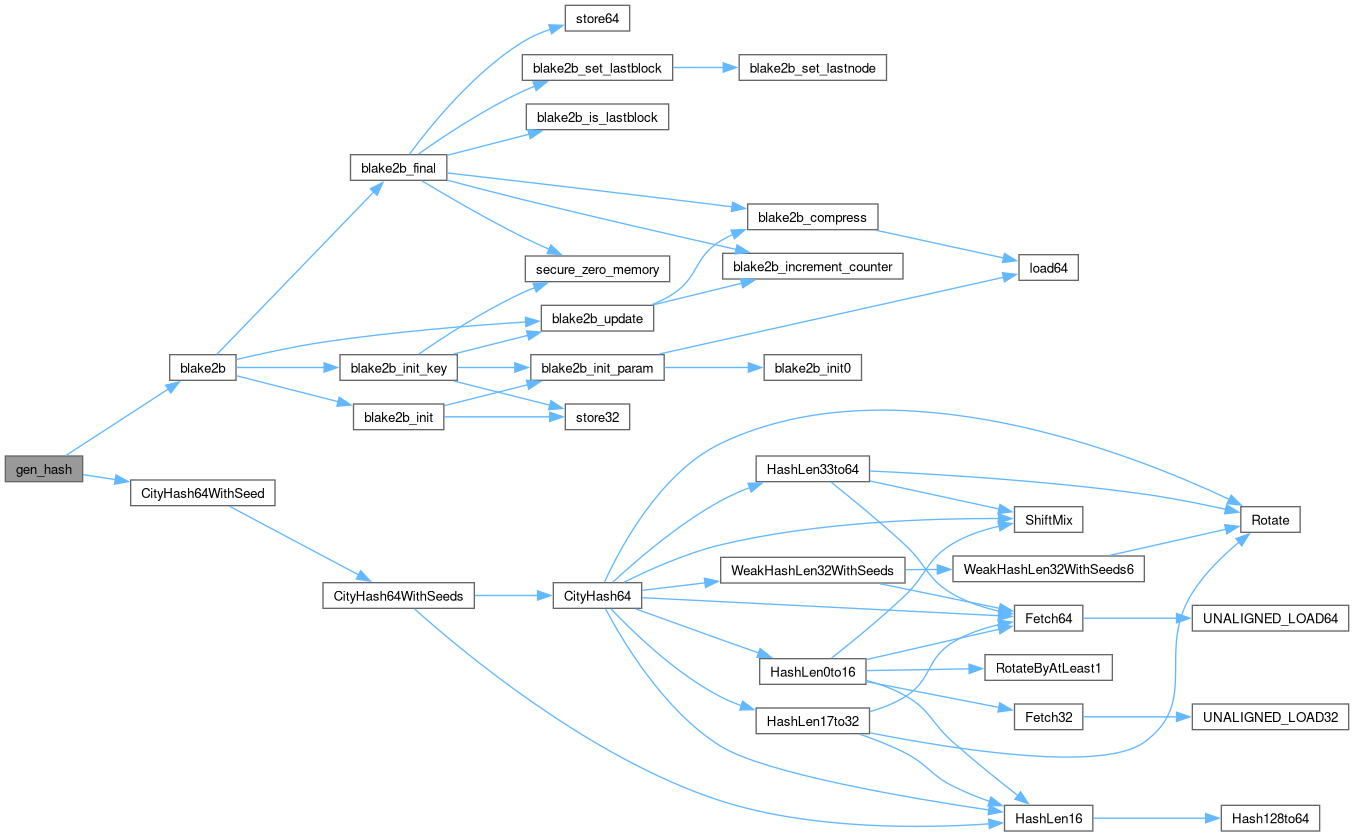 store64
blake2b_set_lastblock
blake2b_set_lastnode
blake2b_is_lastblock
blake2b_final
blake2b_compress
secure_zero_memory
blake2b_increment_counter
load64
blake2b_update
blake2b
blake2b_init_key
blake2b_init_param
blake2b_init0
blake2b_init
store32
gen_hash
CityHash64WithSeed
HashLen33to64
ShiftMix
Rotate
WeakHashLen32WithSeeds
WeakHashLen32WithSeeds6
CityHash64WithSeeds
CityHash64
Fetch64
UNALIGNED_LOAD64
HashLen0to16
RotateByAtLeast1
HashLen17to32
Fetch32
UNALIGNED_LOAD32
HashLen16
Hash128to64